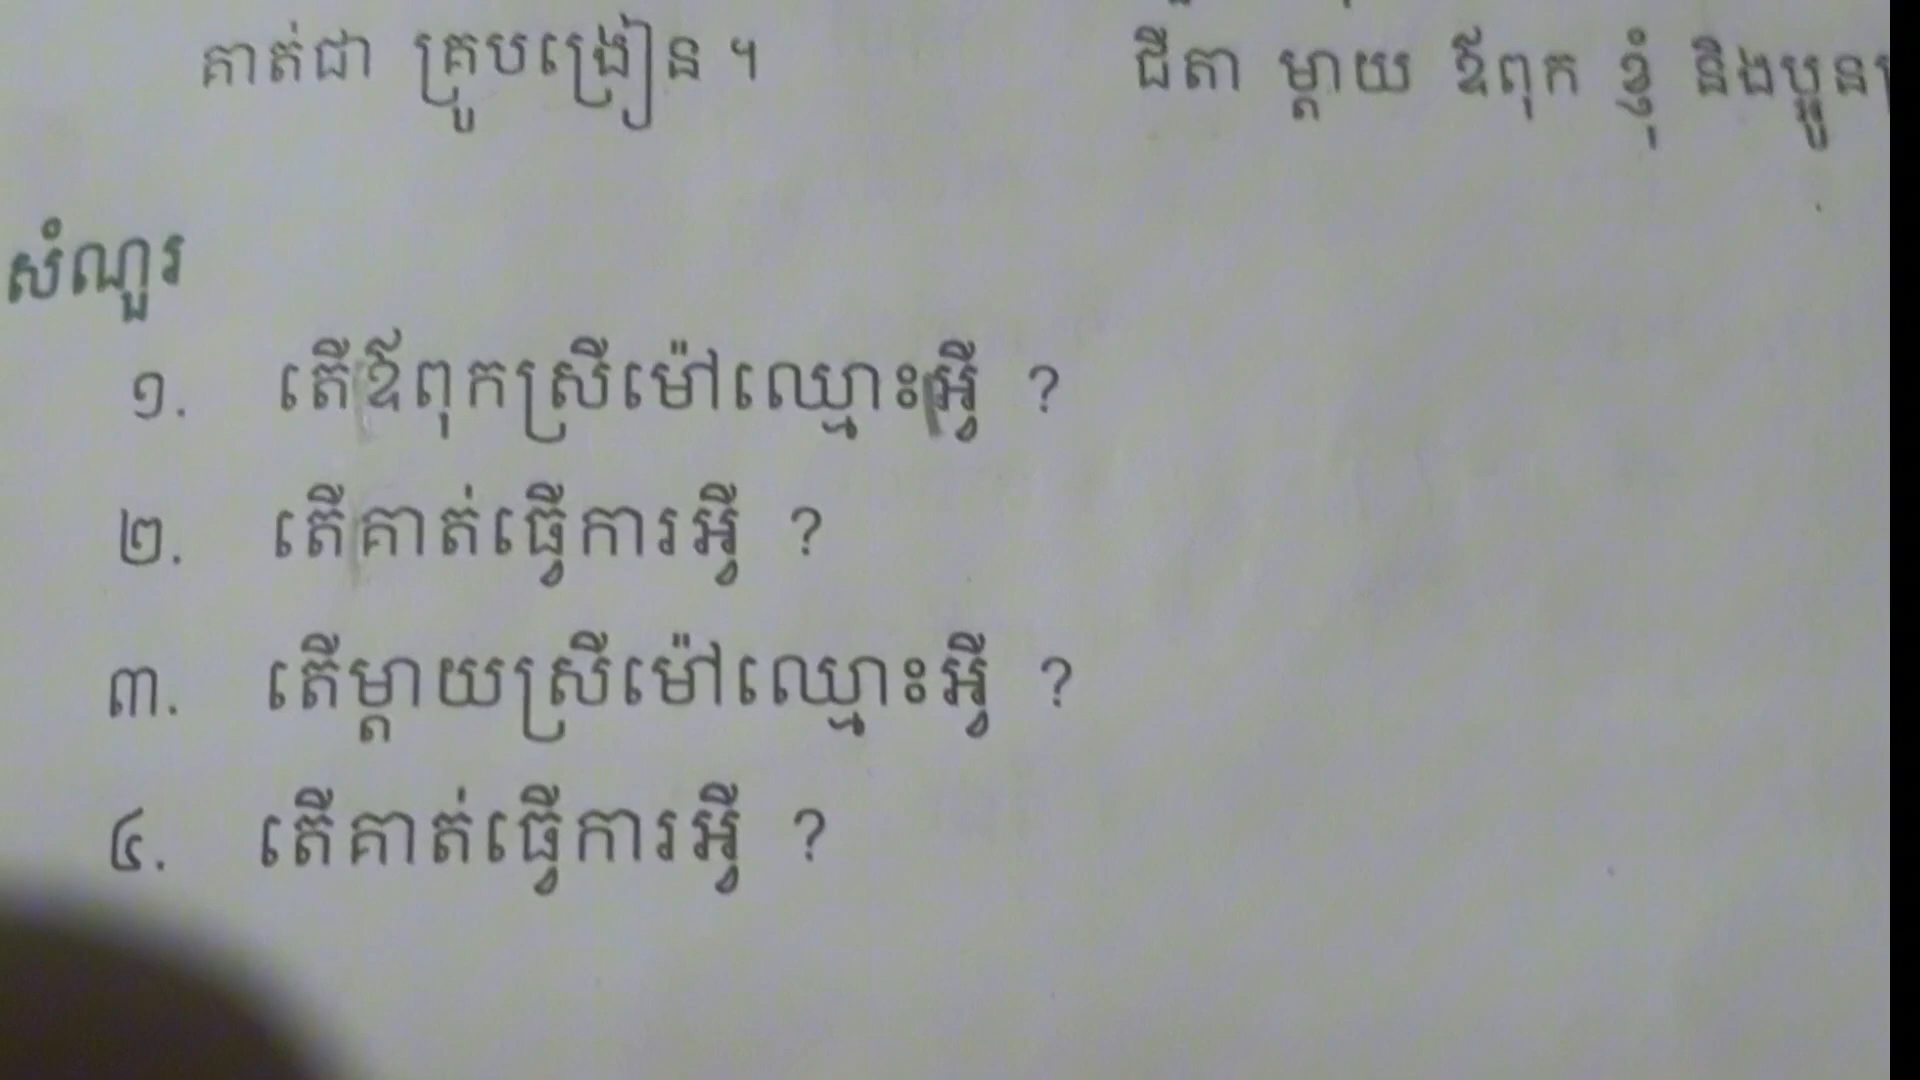 គាត់ជា គ្រូបង្រៀន ។
ជីតា ម្ដាយ ឪពុក ខ្ញុំ និងប្អូន
សំណួរ
១. តើឪពុកស្រីម៉ៅឈ្មោះអ្វី ?
២. តើគាត់ធ្វើការអ្វី ?
៣. តើម្ដាយស្រីម៉ៅឈ្មោះអ្វី ?
៤. តើគាត់ធ្វើការអ្វី ?